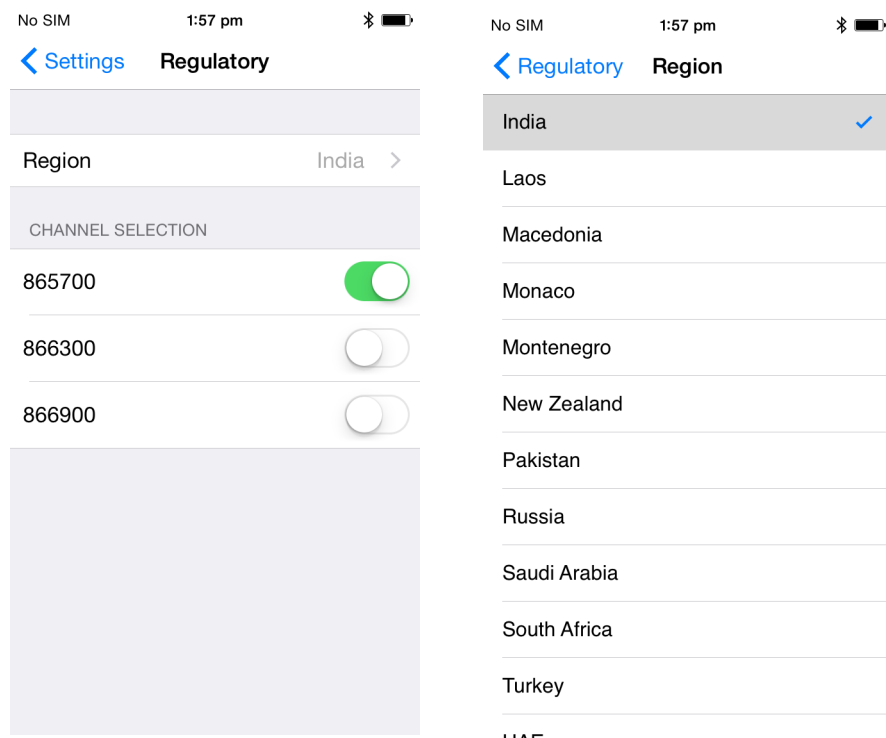 No SIM 1:57 pm
Settings Regulatory
Region India
CHANNEL SELECTION
865700
866300
866900
No SIM 1:57 pm
Regulatory Region
India
Laos
Macedonia
Monaco
Montenegro
New Zealand
Pakistan
Russia
Saudi Arabia
South Africa
Turkey
UAE